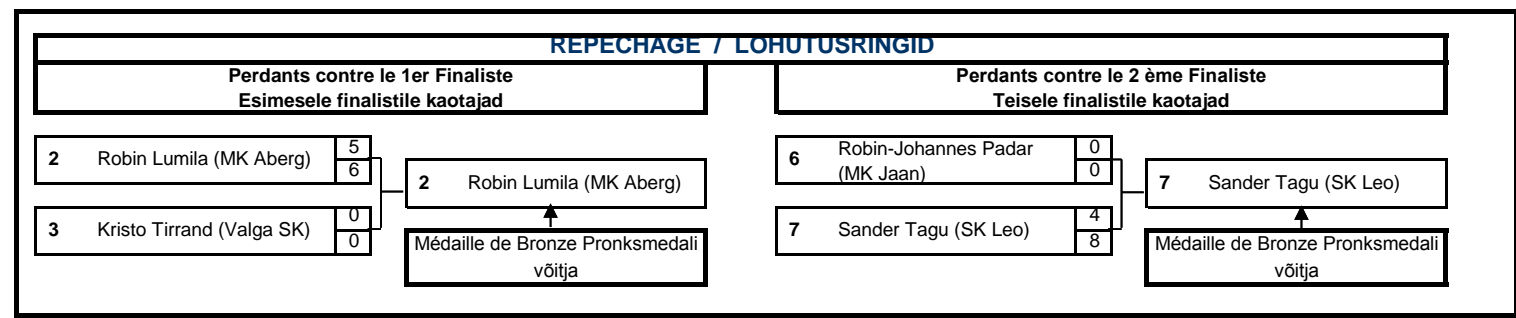 REPECHAGE / LOHUTUSRINGID
Perdants contre le 1er Finaliste
Esimesele finalistile kaotajad
Perdants contre le 2 ème Finaliste
Teisele finalistile kaotajad
2 Robin Lumila (MK Aberg) 5
6
3 Kristo Tirrand (Valga SK) 0
0
2 Robin Lumila (MK Aberg)
Médaille de Bronze Pronksmedali
võitja
6 Robin-Johannes Padar
(MK Jaan) 0
0
7 Sander Tagu (SK Leo) 4
8
7 Sander Tagu (SK Leo)
Médaille de Bronze Pronksmedali
võitja